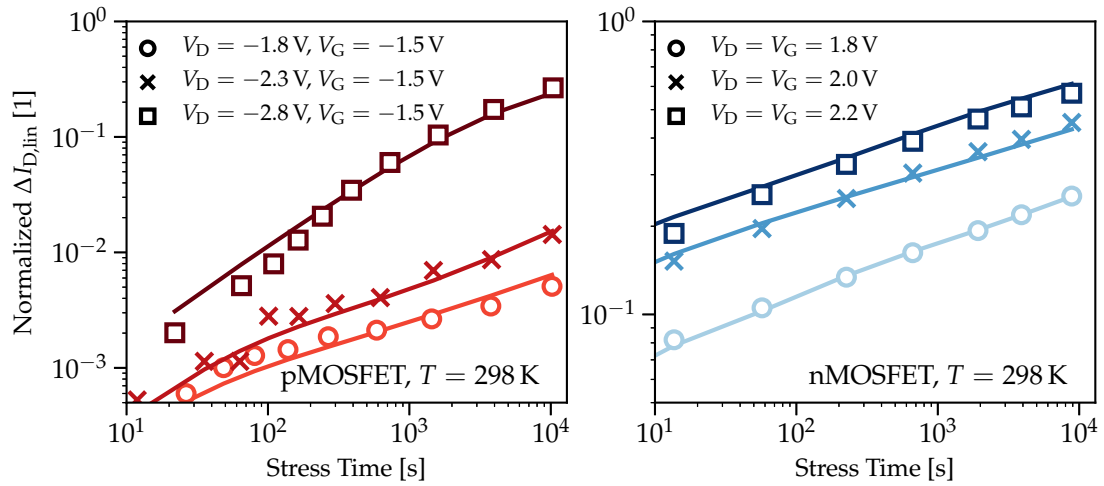 Normalized ΔI_D,lin [1]
10⁰
10⁻¹
10⁻²
10⁻³
V_D = −1.8 V, V_G = −1.5 V
V_D = −2.3 V, V_G = −1.5 V
V_D = −2.8 V, V_G = −1.5 V
pMOSFET, T = 298 K
10¹ 10² 10³ 10⁴
Stress Time [s]
10⁰
10⁻¹
V_D = V_G = 1.8 V
V_D = V_G = 2.0 V
V_D = V_G = 2.2 V
nMOSFET, T = 298 K
10¹ 10² 10³ 10⁴
Stress Time [s]